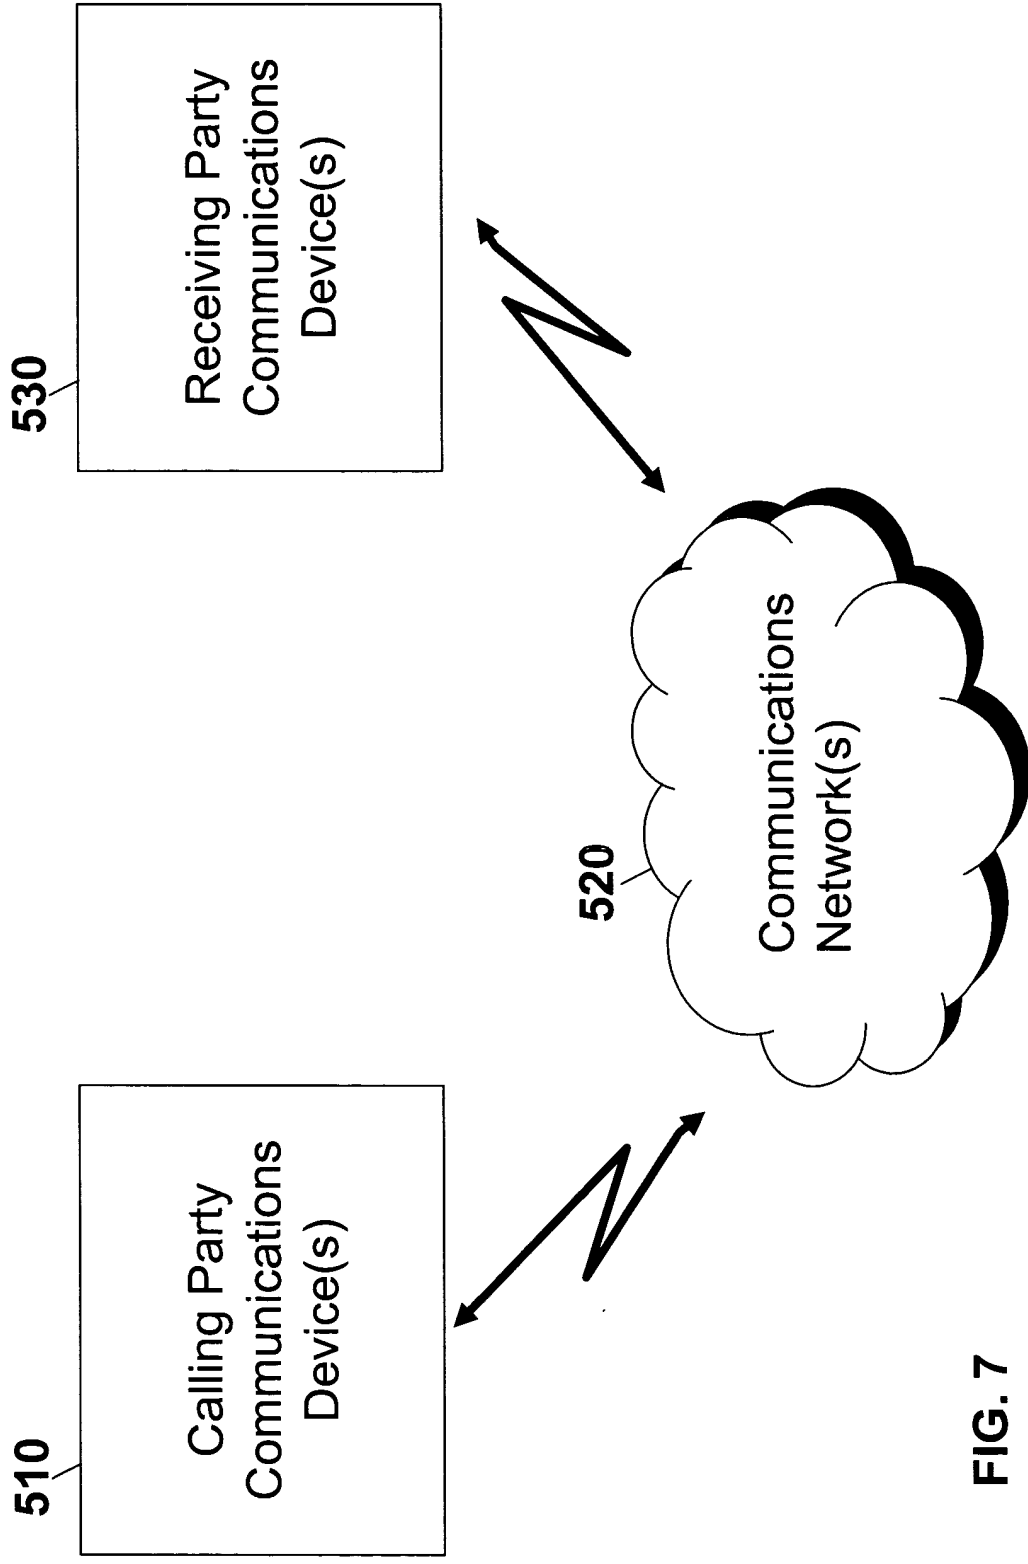 510
Calling Party
Communications
Device(s)
530
Receiving Party
Communications
Device(s)
520
Communications
Network(s)
FIG. 7